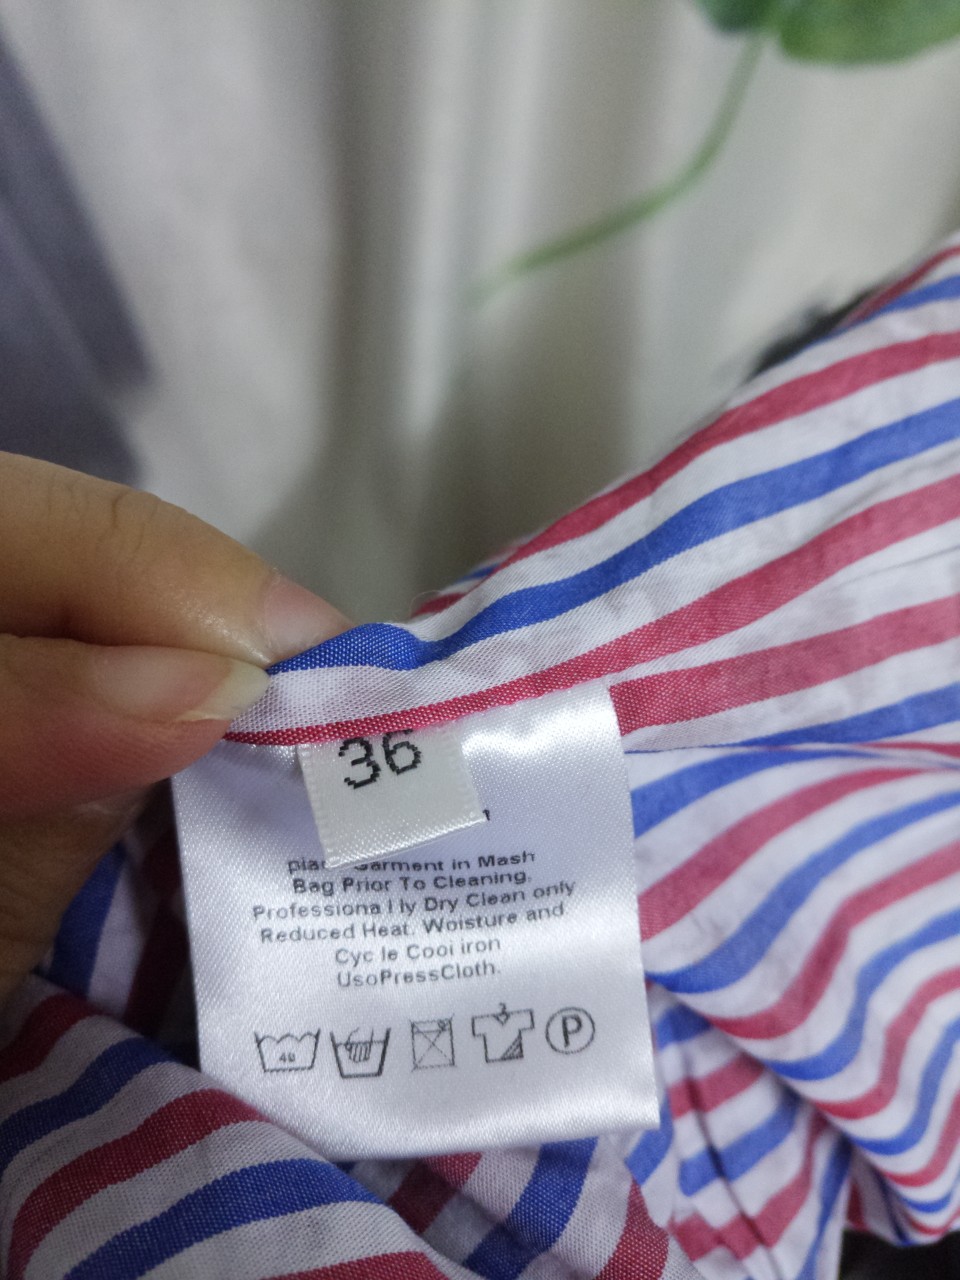 36
Garment in Mash
Bag Prior To Cleaning,
Professiona l ly Dry Clean only
Reduced Heat. Woisture and
Cyc le Cooi iron
UsoPressCloth.
40
P